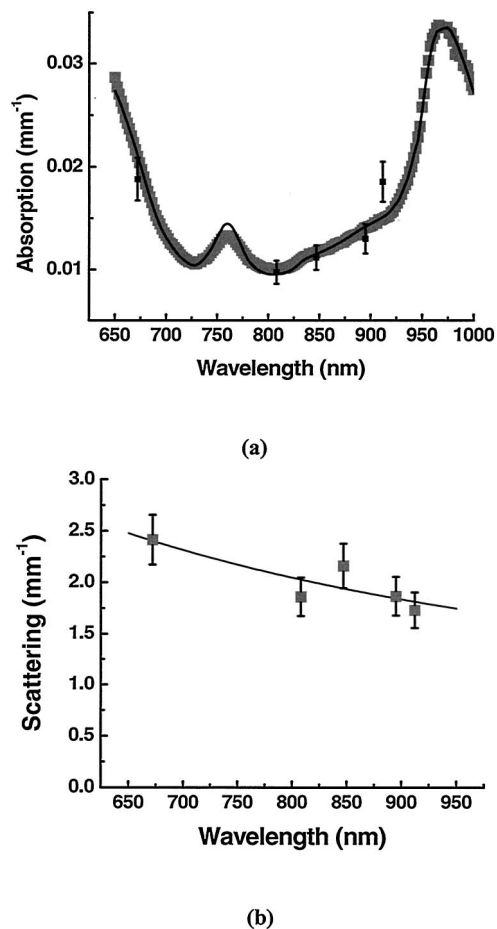 0.03
0.02
0.01
Absorption (mm⁻¹)
650 700 750 800 850 900 950 1000
Wavelength (nm)
(a)
3.0
2.5
2.0
1.5
1.0
0.5
0.0
Scattering (mm⁻¹)
650 700 750 800 850 900 950
Wavelength (nm)
(b)